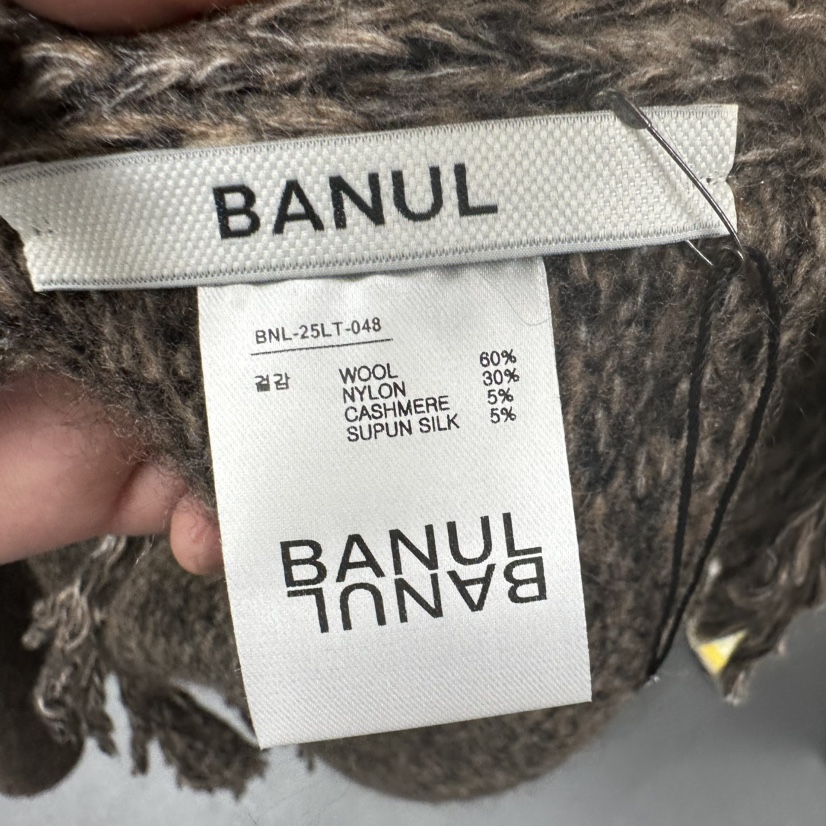 BANUL
BNL-25LT-048
겉감 WOOL 60%
NYLON 30%
CASHMERE 5%
SUPUN SILK 5%
BANUL
BANUL